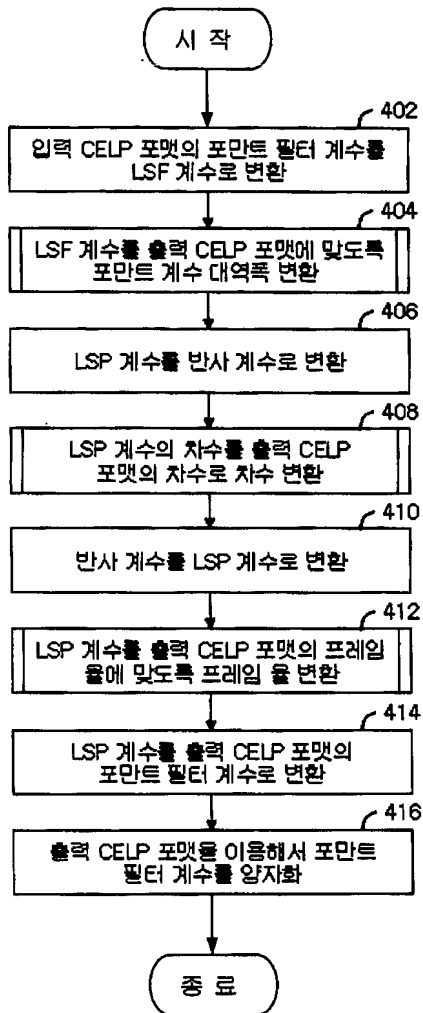 시 작
402
입력 CELP 포맷의 포만트 필터 계수를
LSF 계수로 변환
404
LSF 계수를 출력 CELP 포맷에 맞도록
포만트 계수 대역폭 변환
406
LSP 계수를 반사 계수로 변환
408
LSP 계수의 차수를 출력 CELP
포맷의 차수로 차수 변환
410
반사 계수를 LSP 계수로 변환
412
LSP 계수를 출력 CELP 포맷의 프레임
율에 맞도록 프레임 율 변환
414
LSP 계수를 출력 CELP 포맷의
포만트 필터 계수로 변환
416
출력 CELP 포맷을 이용해서 포만트
필터 계수를 양자화
종 료